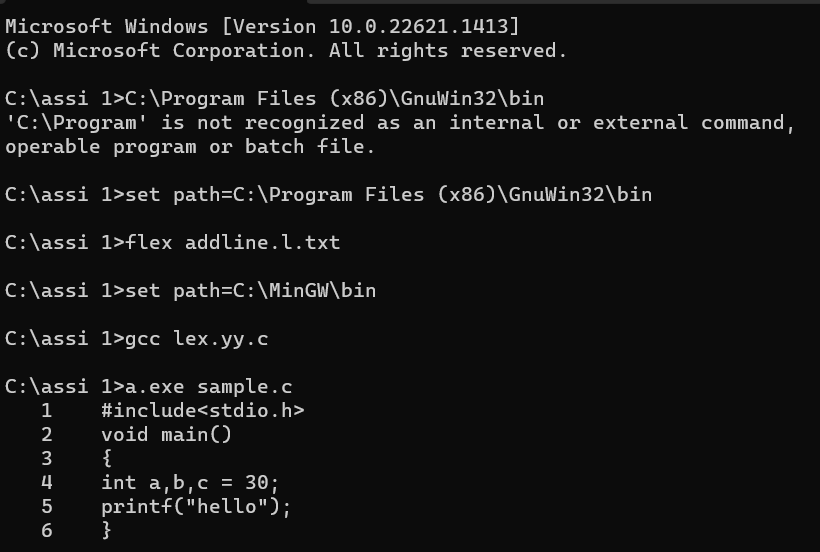 Microsoft Windows [Version 10.0.22621.1413]
(c) Microsoft Corporation. All rights reserved.
C:\assi 1>C:\Program Files (x86)\GnuWin32\bin
'C:\Program' is not recognized as an internal or external command,
operable program or batch file.
C:\assi 1>set path=C:\Program Files (x86)\GnuWin32\bin
C:\assi 1>flex addline.l.txt
C:\assi 1>set path=C:\MinGW\bin
C:\assi 1>gcc lex.yy.c
C:\assi 1>a.exe sample.c
   1    #include<stdio.h>
   2    void main()
   3    {
   4    int a,b,c = 30;
   5    printf("hello");
   6    }